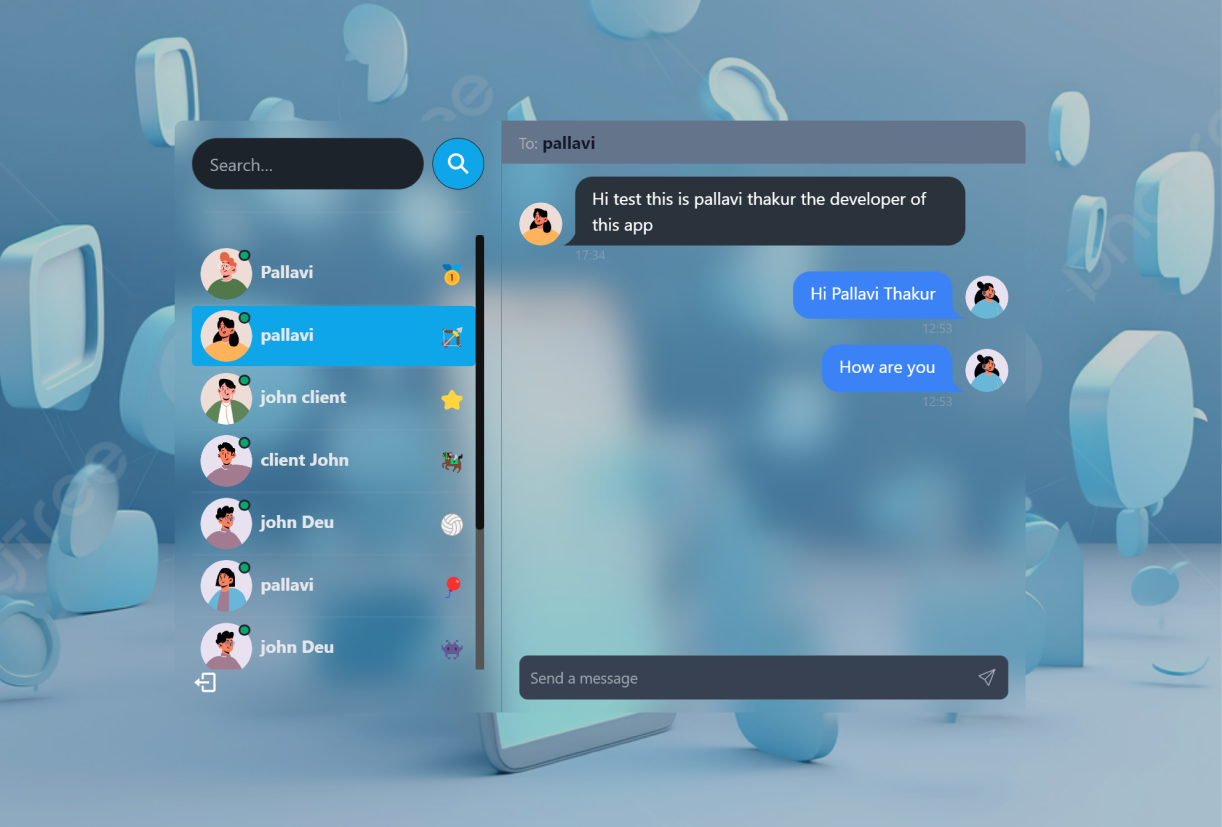 Search...
Pallavi
pallavi
john client
client John
john Deu
pallavi
john Deu
To: pallavi
Hi test this is pallavi thakur the developer of
this app
17:34
Hi Pallavi Thakur
12:53
How are you
12:53
Send a message